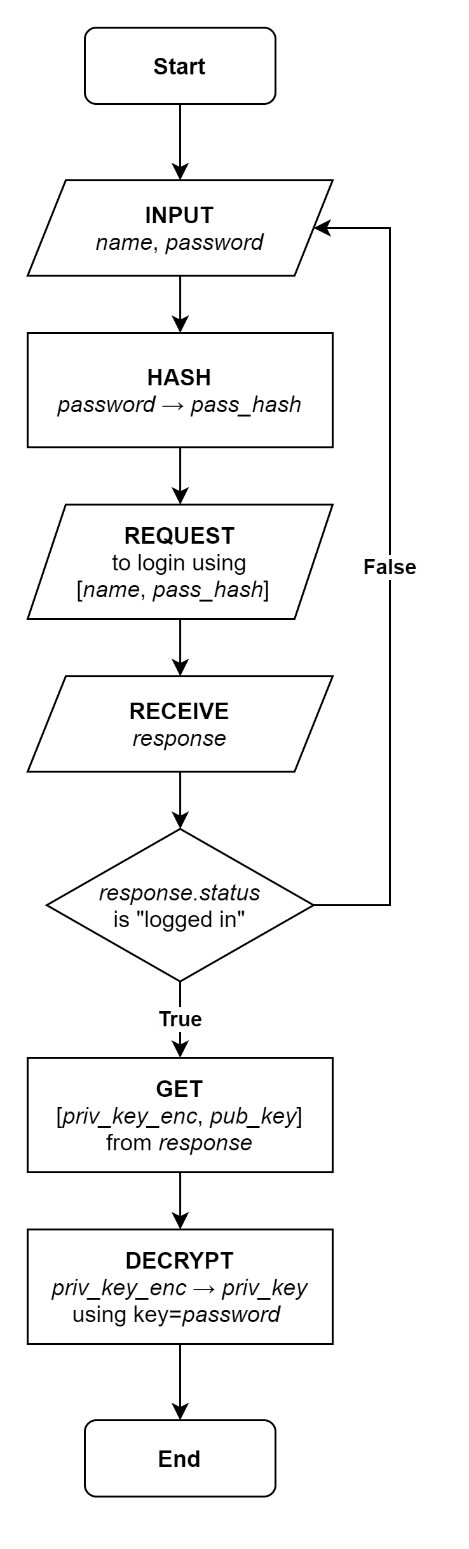 Start
INPUT
name, password
HASH
password → pass_hash
REQUEST
to login using
[name, pass_hash]
False
RECEIVE
response
response.status
is "logged in"
True
GET
[priv_key_enc, pub_key]
from response
DECRYPT
priv_key_enc → priv_key
using key=password
End